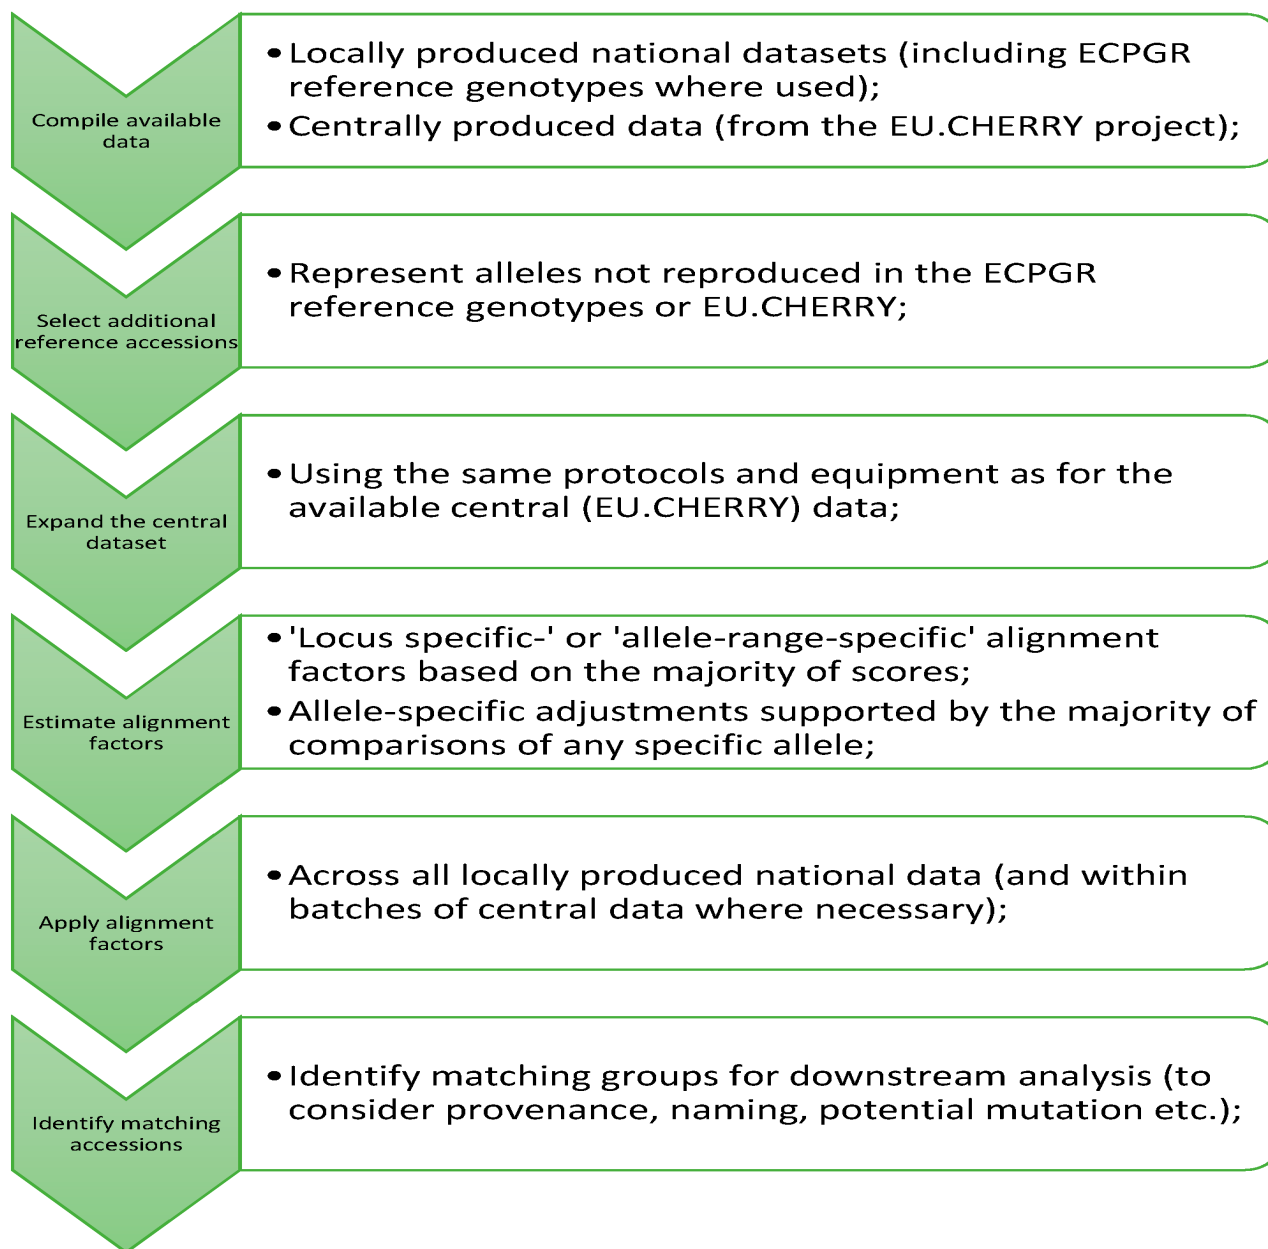 Compile available
data
• Locally produced national datasets (including ECPGR
reference genotypes where used);
• Centrally produced data (from the EU.CHERRY project);
Select additional
reference accessions
• Represent alleles not reproduced in the ECPGR
reference genotypes or EU.CHERRY;
Expand the central
dataset
• Using the same protocols and equipment as for the
available central (EU.CHERRY) data;
Estimate alignment
factors
• 'Locus specific-' or 'allele-range-specific' alignment
factors based on the majority of scores;
• Allele-specific adjustments supported by the majority of
comparisons of any specific allele;
Apply alignment
factors
• Across all locally produced national data (and within
batches of central data where necessary);
Identify matching
accessions
• Identify matching groups for downstream analysis (to
consider provenance, naming, potential mutation etc.);